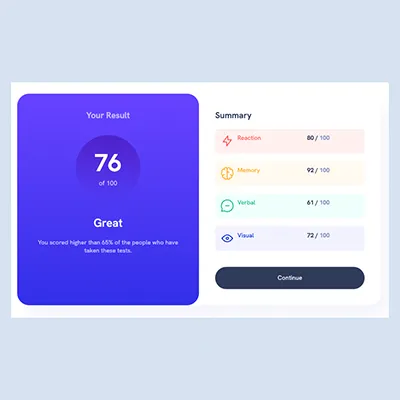 Your Result
76
of 100
Great
You scored higher than 65% of the people who have
taken these tests.
Summary
Reaction 80 / 100
Memory 92 / 100
Verbal 61 / 100
Visual 72 / 100
Continue